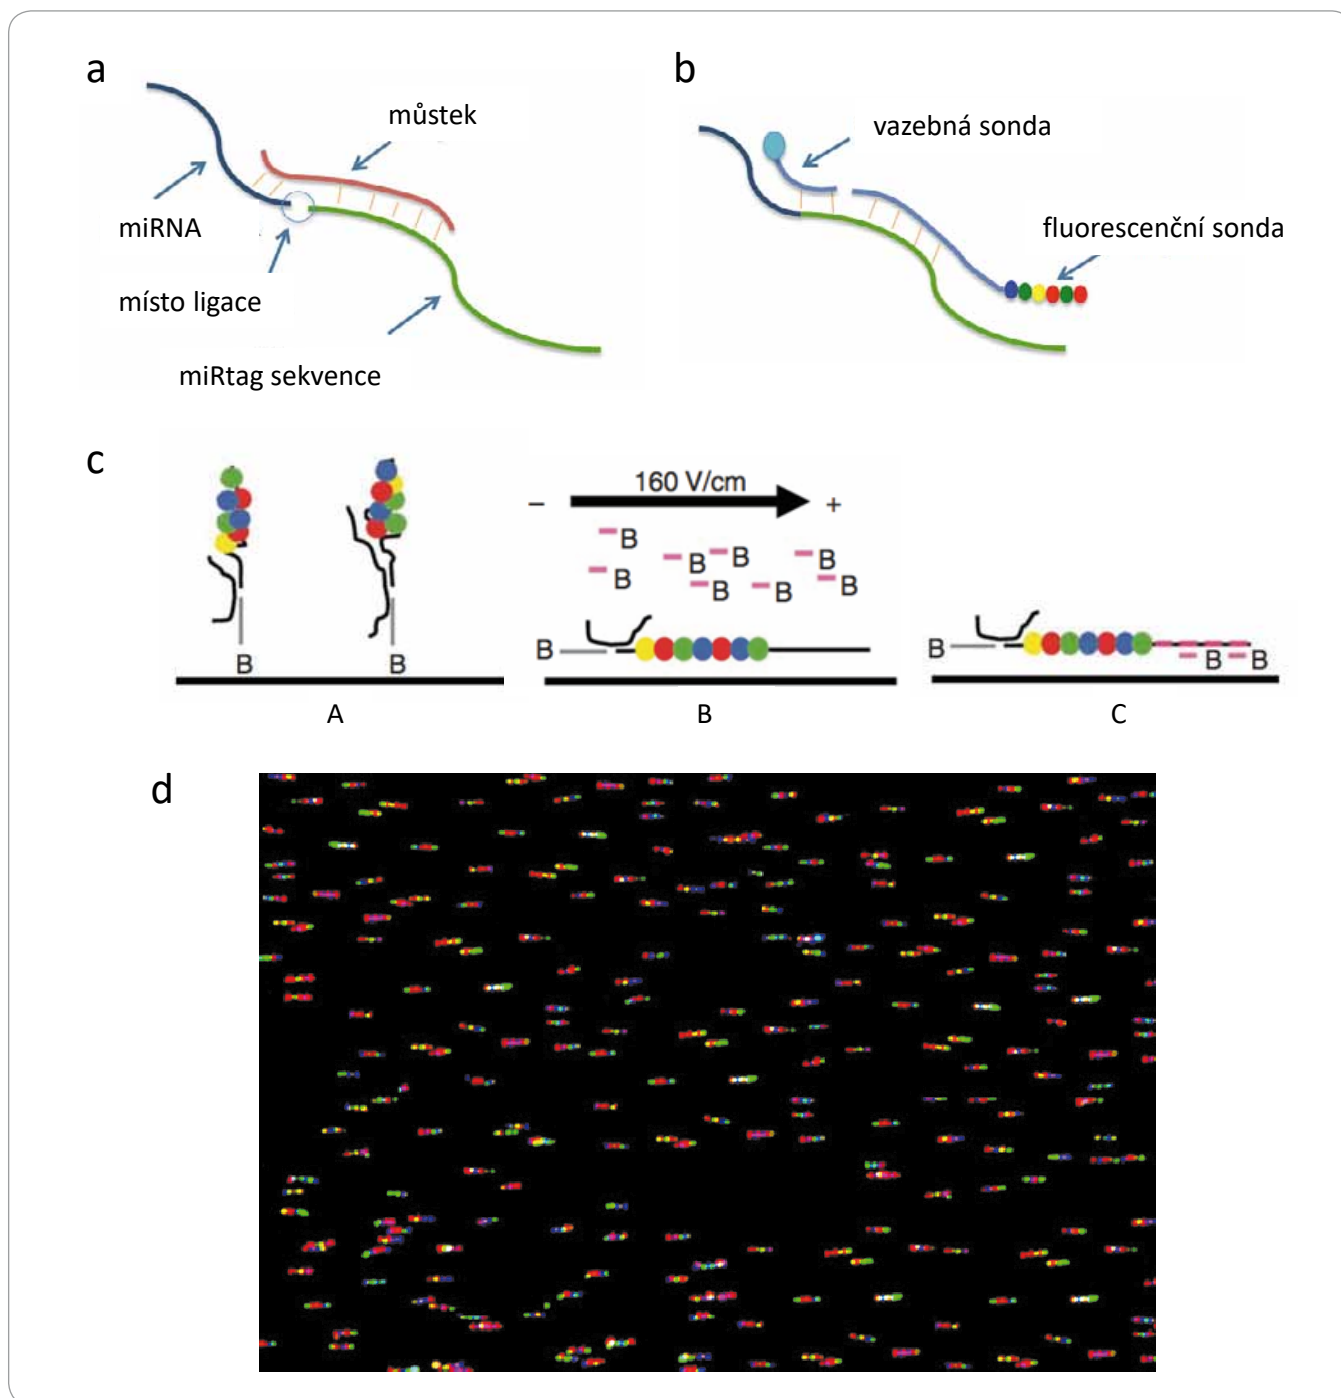 a
můstek
miRNA
místo ligace
miRtag sekvence
b
vazebná sonda
fluorescenční sonda
c
B
B
A
160 V/cm
− +
B
B
B
B
B
B
B
B
B
B
B
B
B
C
d